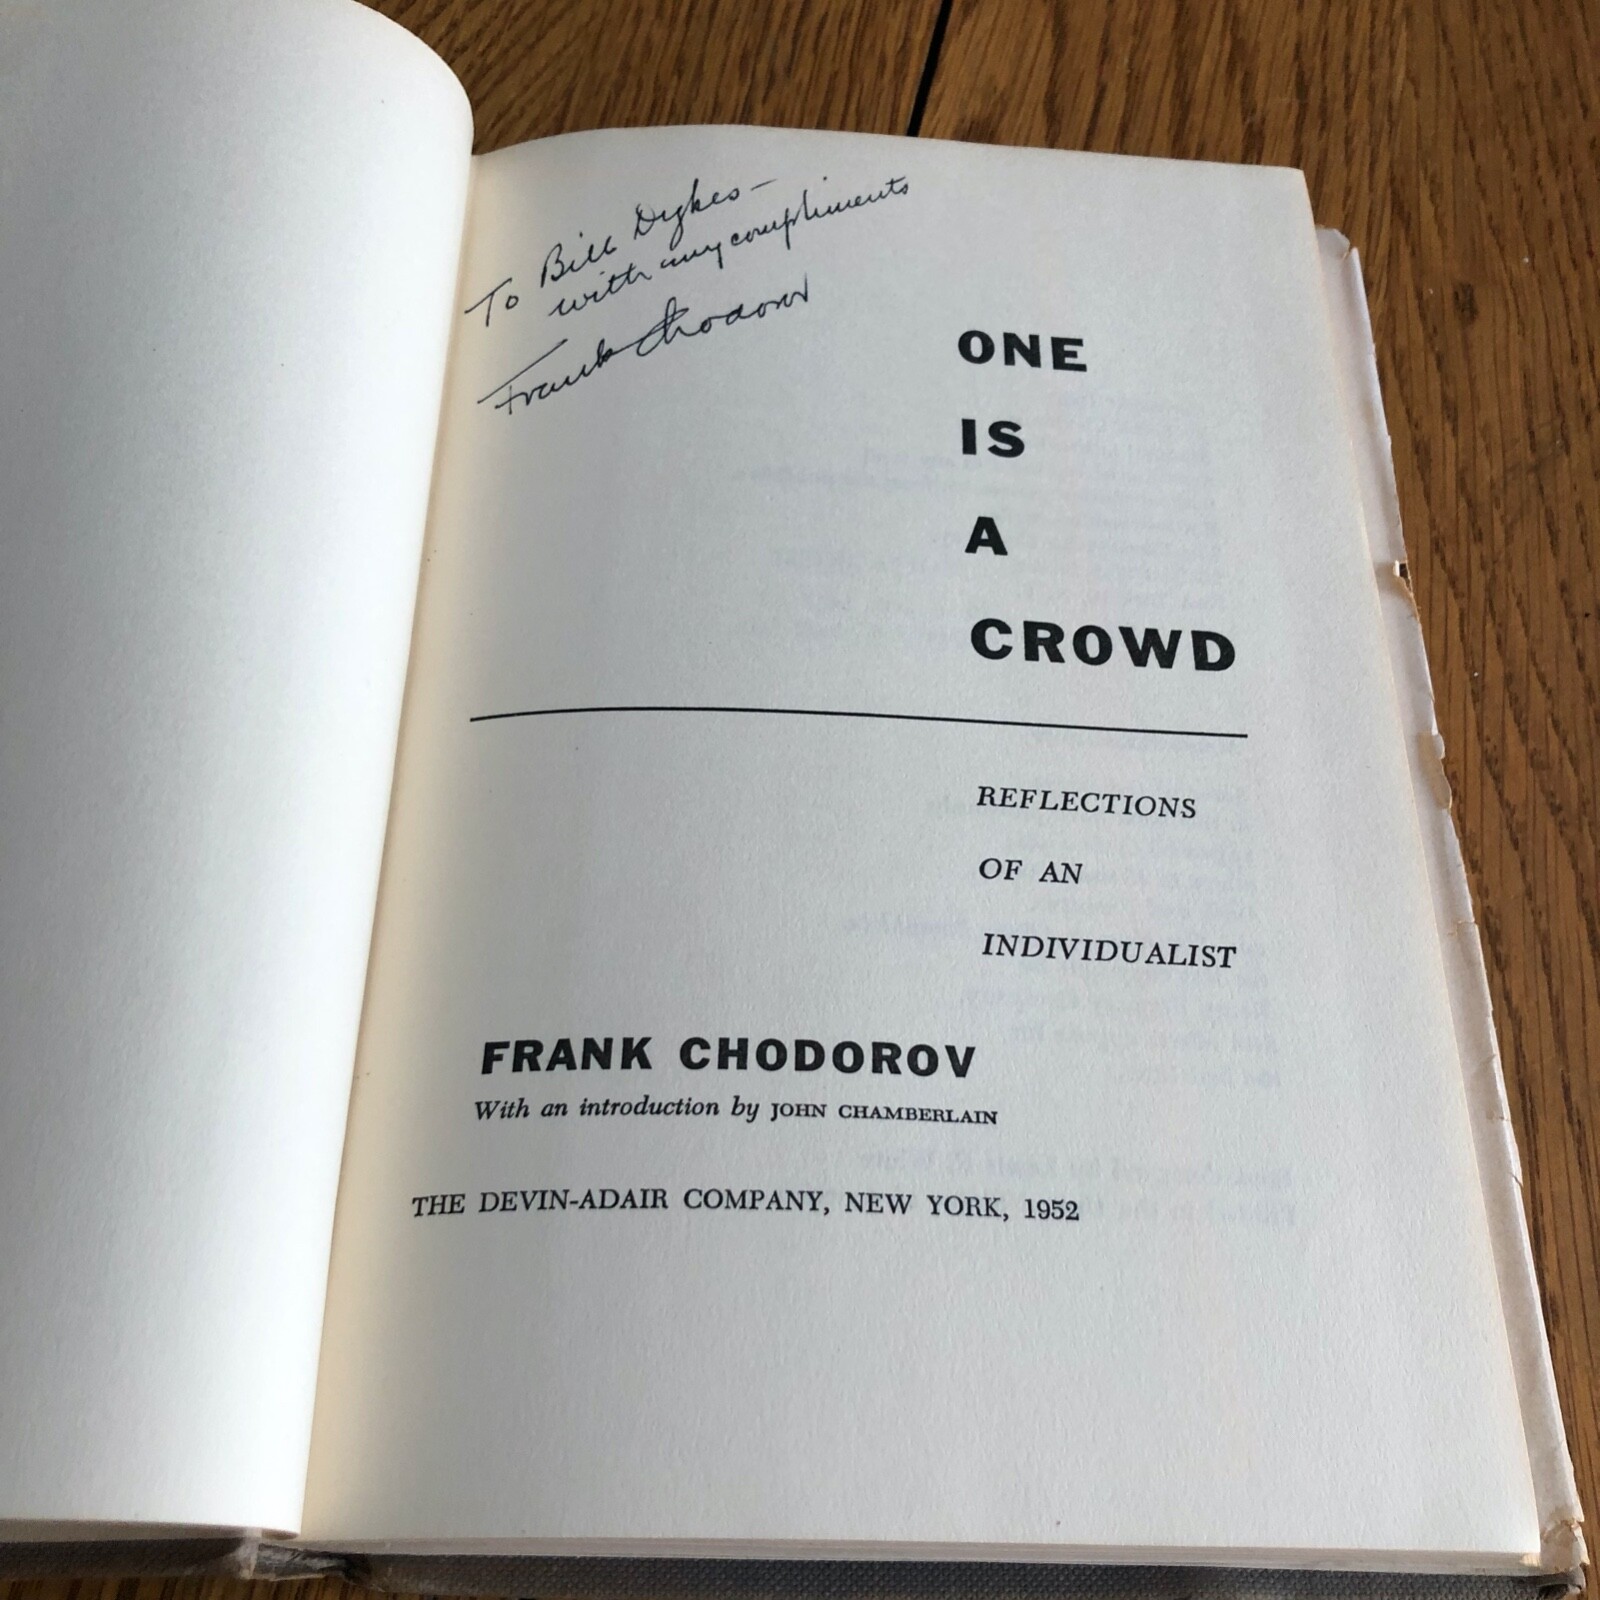 To Bill Dykes –
with my compliments
Frank Chodorov
ONE
IS
A
CROWD
REFLECTIONS
OF AN
INDIVIDUALIST
FRANK CHODOROV
With an introduction by JOHN CHAMBERLAIN
THE DEVIN-ADAIR COMPANY, NEW YORK, 1952